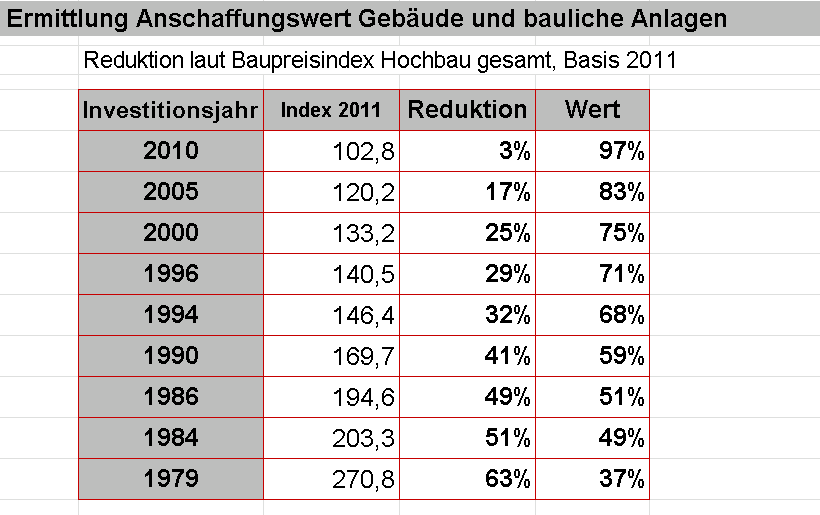 Ermittlung Anschaffungswert Gebäude und bauliche Anlagen
Reduktion laut Baupreisindex Hochbau gesamt, Basis 2011
Investitionsjahr Index 2011 Reduktion Wert
2010 102,8 3% 97%
2005 120,2 17% 83%
2000 133,2 25% 75%
1996 140,5 29% 71%
1994 146,4 32% 68%
1990 169,7 41% 59%
1986 194,6 49% 51%
1984 203,3 51% 49%
1979 270,8 63% 37%